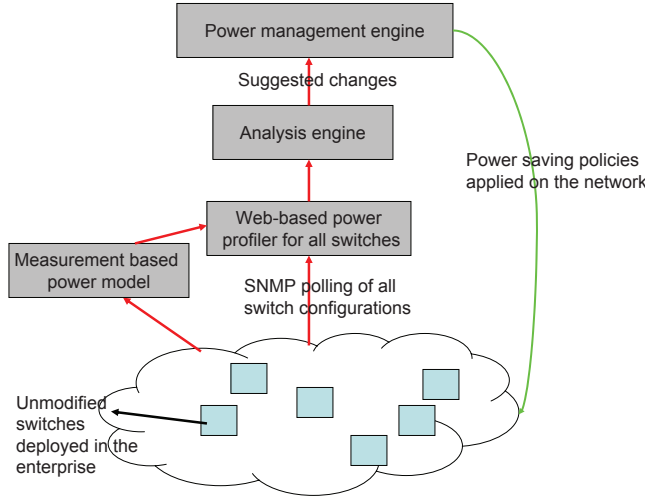 Power management engine
Suggested changes
Analysis engine
Power saving policies
applied on the network
Web-based power
profiler for all switches
Measurement based
power model
SNMP polling of all
switch configurations
Unmodified
switches
deployed in the
enterprise